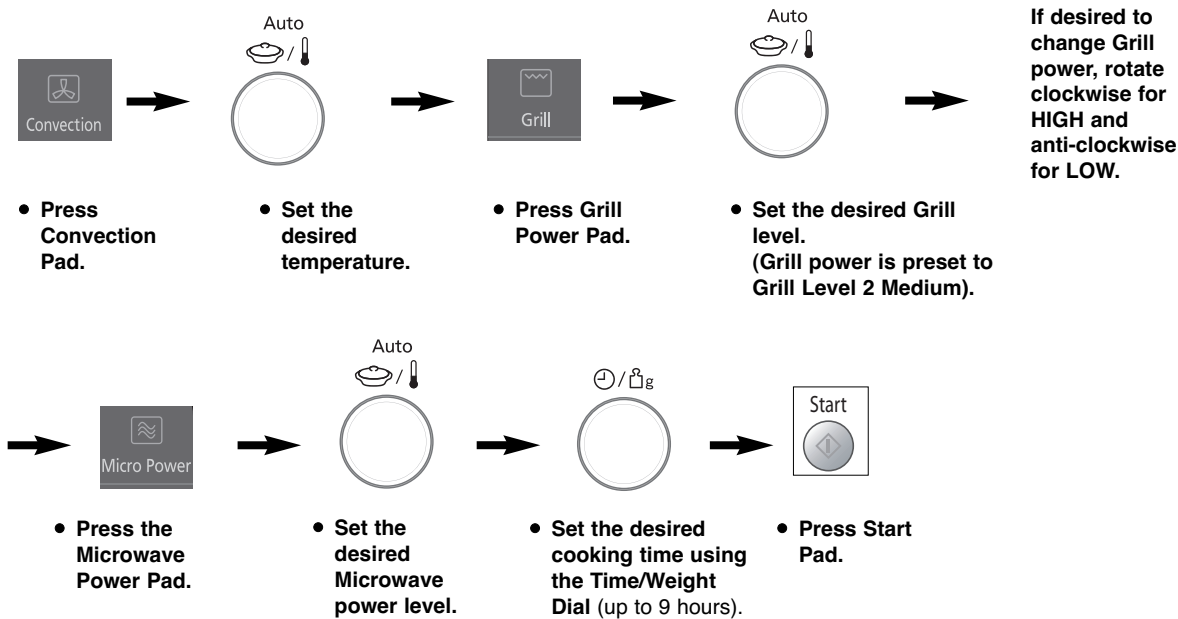 Auto
/
Convection
• Press
Convection
Pad.
• Set the
desired
temperature.
Grill
• Press Grill
Power Pad.
Auto
/
• Set the desired Grill
level.
(Grill power is preset to
Grill Level 2 Medium).
If desired to
change Grill
power, rotate
clockwise for
HIGH and
anti-clockwise
for LOW.
Micro Power
• Press the
Microwave
Power Pad.
Auto
/
• Set the
desired
Microwave
power level.
/ g
• Set the desired
cooking time using
the Time/Weight
Dial (up to 9 hours).
Start
• Press Start
Pad.